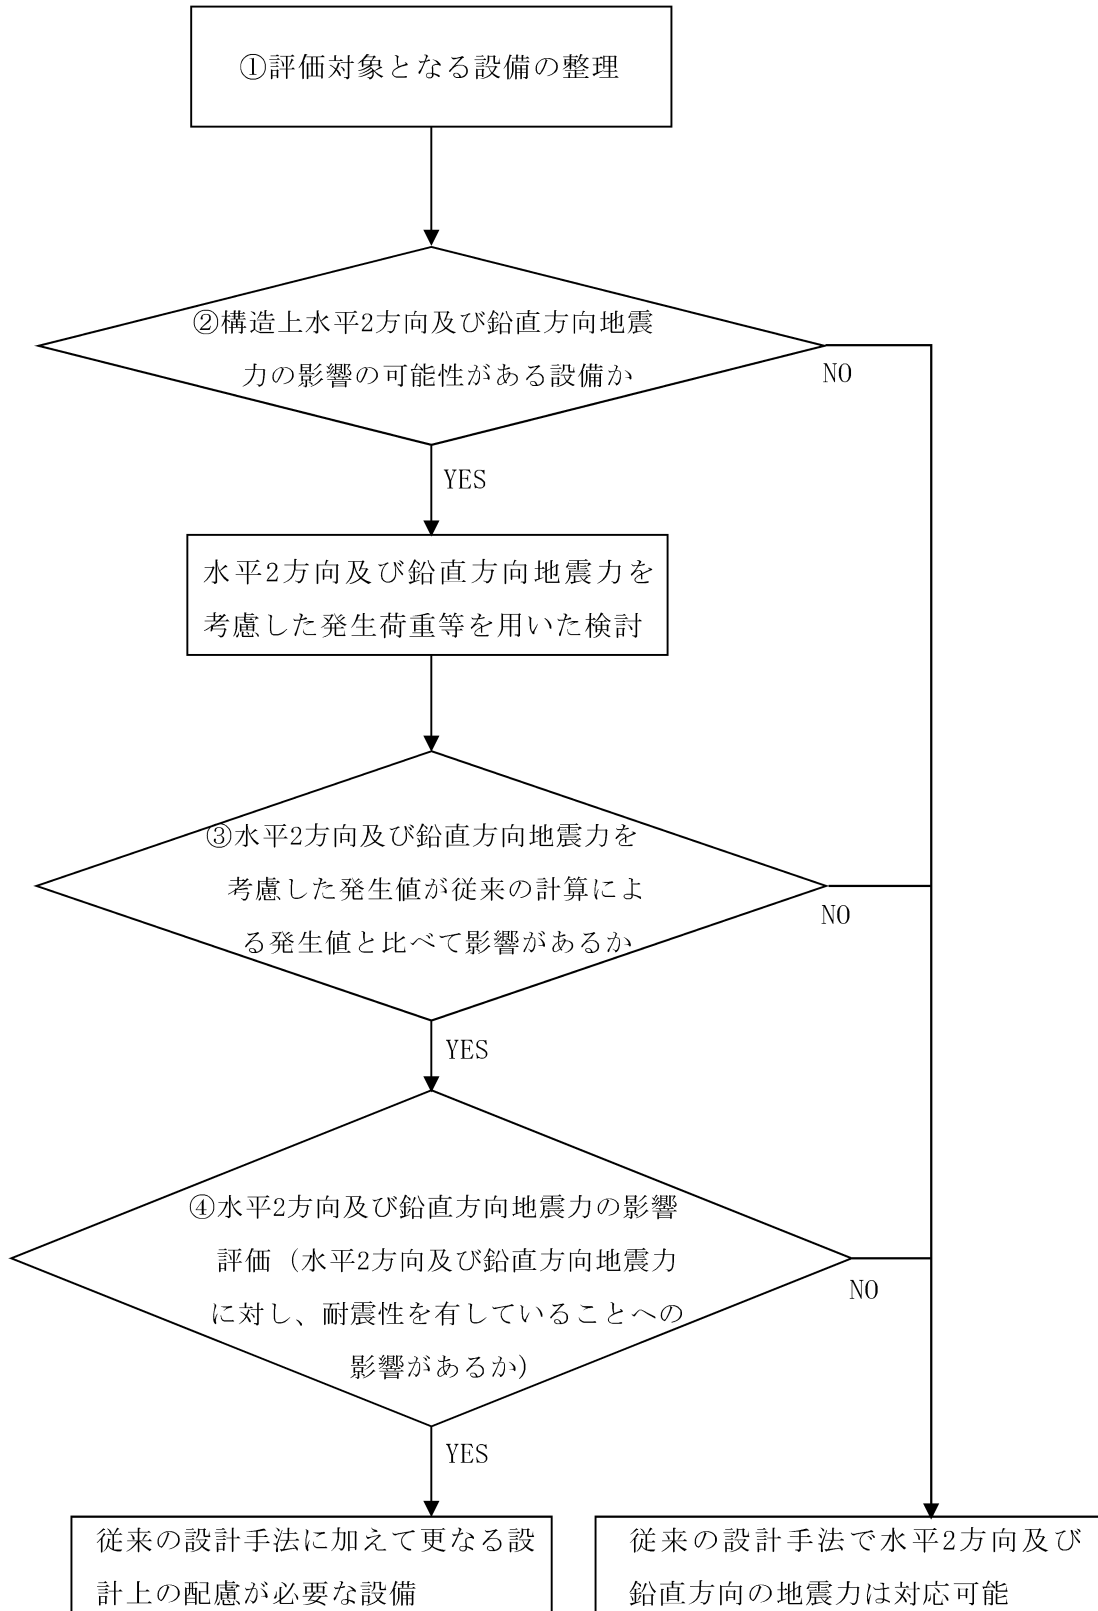 ①評価対象となる設備の整理
②構造上水平2方向及び鉛直方向地震
力の影響の可能性がある設備か
NO
YES
水平2方向及び鉛直方向地震力を
考慮した発生荷重等を用いた検討
③水平2方向及び鉛直方向地震力を
考慮した発生値が従来の計算によ
る発生値と比べて影響があるか
NO
YES
④水平2方向及び鉛直方向地震力の影響
評価（水平2方向及び鉛直方向地震力
に対し、耐震性を有していることへの
影響があるか）
NO
YES
従来の設計手法に加えて更なる設
計上の配慮が必要な設備
従来の設計手法で水平2方向及び
鉛直方向の地震力は対応可能